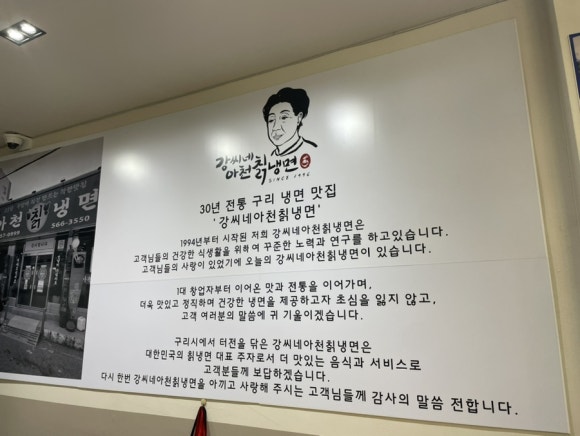 강씨네
아천칡냉면
SINCE 1994
30년 전통 구리 냉면 맛집
'강씨네아천칡냉면'
1994년부터 시작된 저희 강씨네아천칡냉면은
고객님들의 건강한 식생활을 위하여 꾸준한 노력과 연구를 하고있습니다.
고객님들의 사랑이 있었기에 오늘의 강씨네아천칡냉면이 있습니다.
1대 창업자부터 이어온 맛과 전통을 이어가며,
더욱 맛있고 정직하며 건강한 냉면을 제공하고자 초심을 잃지 않고,
고객 여러분의 말씀에 귀 기울이겠습니다.
구리시에서 터전을 닦은 강씨네아천칡냉면은
대한민국의 칡냉면 대표 주자로서 더 맛있는 음식과 서비스로
고객분들께 보답하겠습니다.
다시 한번 강씨네아천칡냉면을 아끼고 사랑해 주시는 고객님들께 감사의 말씀 전합니다.
아천 칡 냉면
566-3550